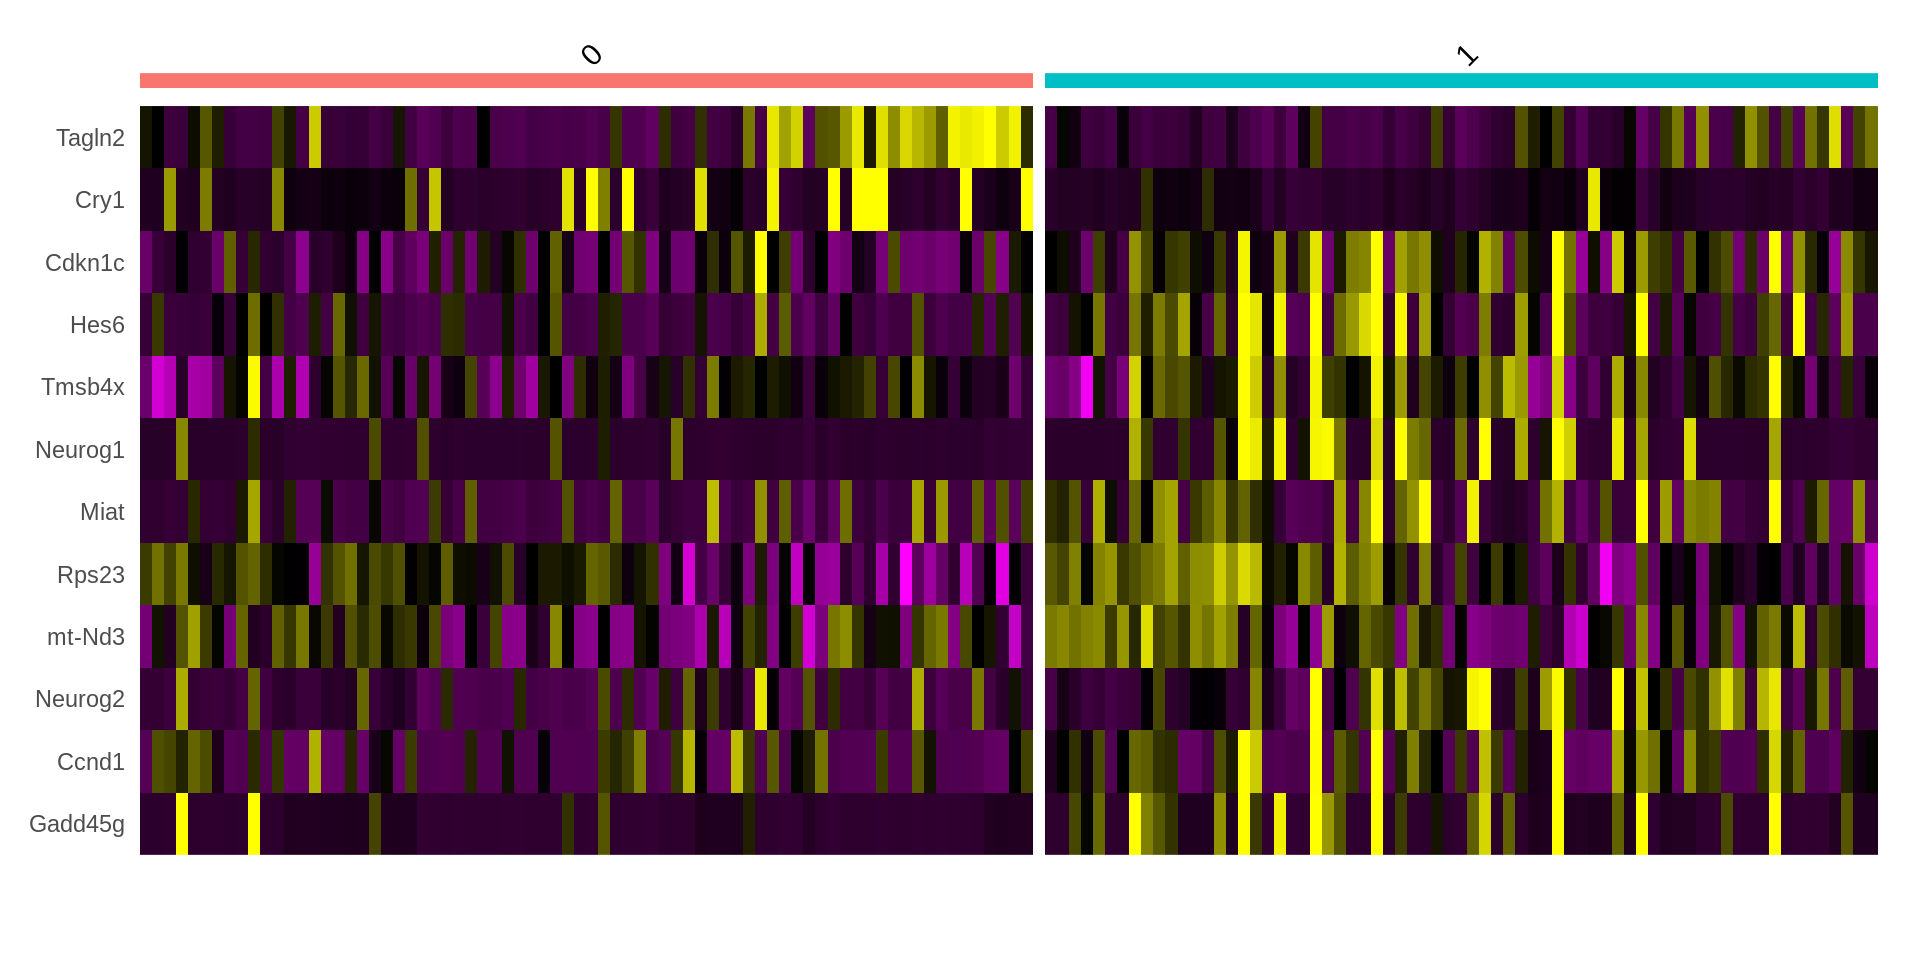 0
1
Tagln2
Cry1
Cdkn1c
Hes6
Tmsb4x
Neurog1
Miat
Rps23
mt-Nd3
Neurog2
Ccnd1
Gadd45g